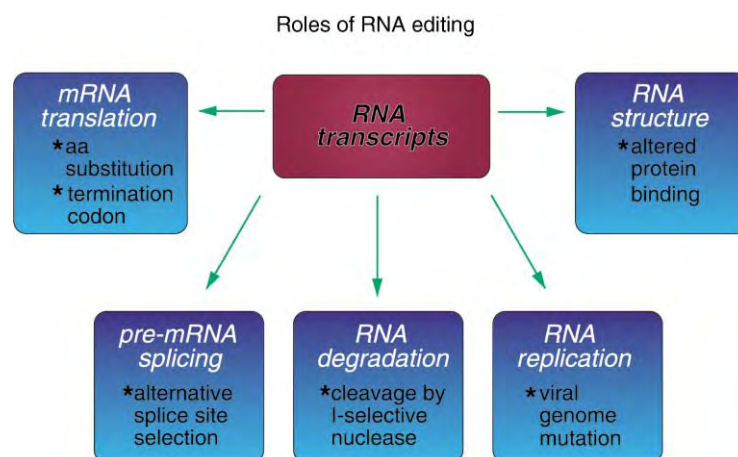 Roles of RNA editing
mRNA
translation
*aa
substitution
* termination
codon
RNA
transcripts
RNA
structure
*altered
protein
binding
pre-mRNA
splicing
*alternative
splice site
selection
RNA
degradation
*cleavage by
I-selective
nuclease
RNA
replication
*viral
genome
mutation